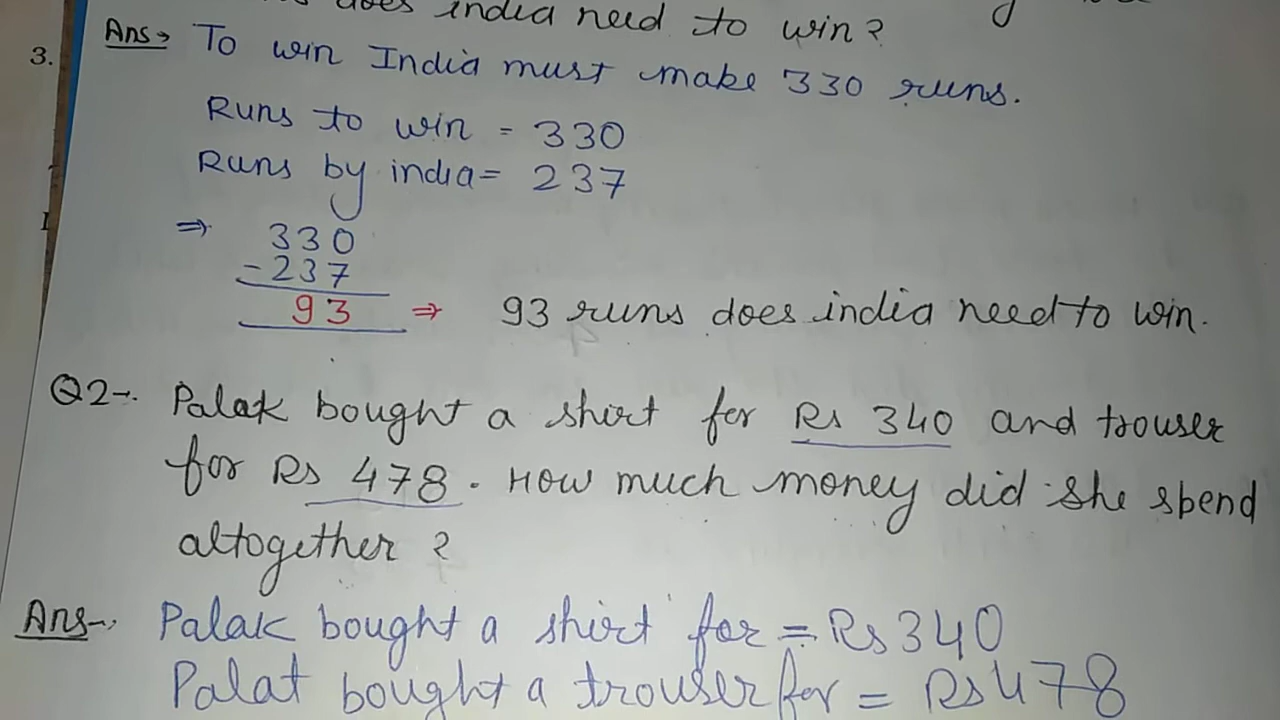 does india need to win?
3.
Ans→ To win India must make 330 runs.
Runs to win = 330
Runs by india = 237
⇒ 330
-237
93 ⇒ 93 runs does india need to win.
Q2-. Palak bought a shirt for Rs 340 and trouser
for Rs 478. How much money did she spend
altogether ?
Ans-. Palak bought a shirt for = Rs 340
Palat bought a trouser for = Rs 478